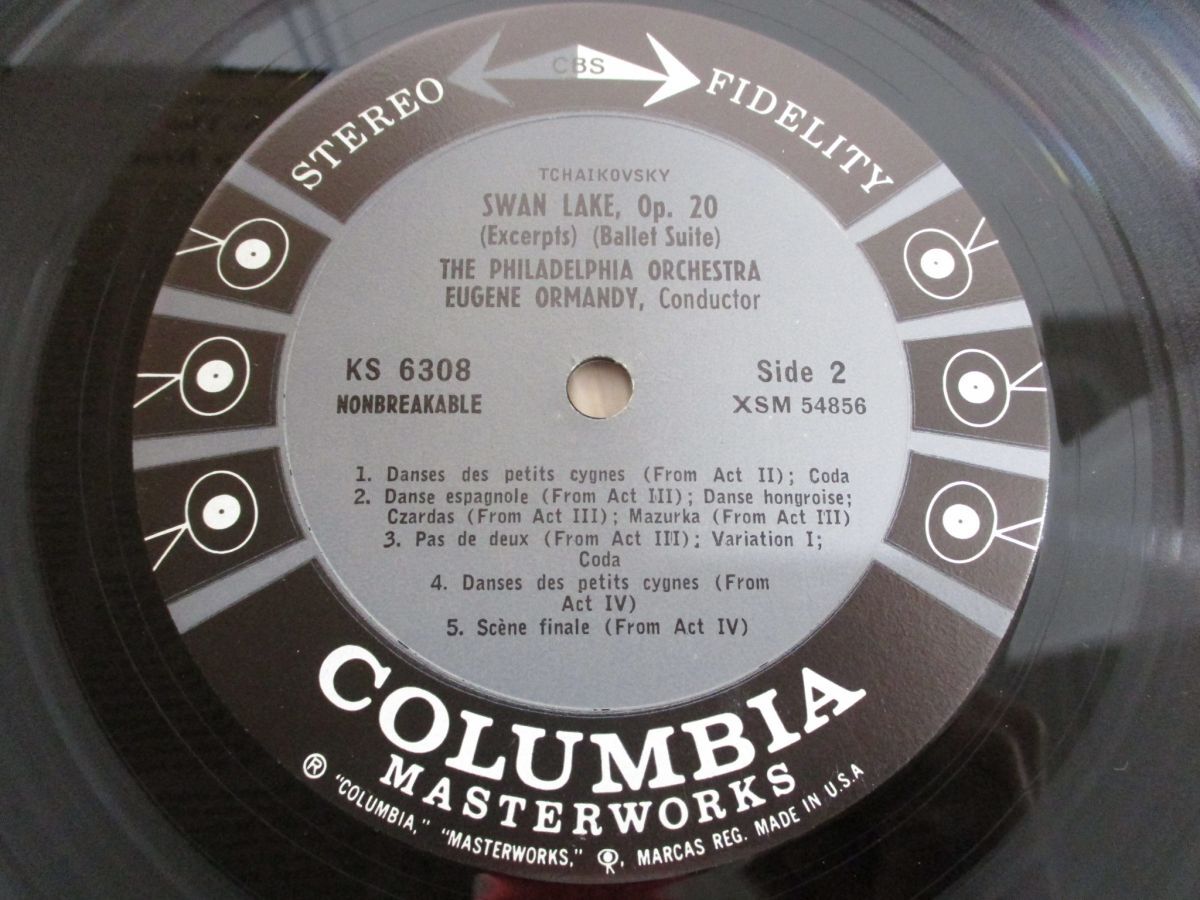 CBS
STEREO FIDELITY
TCHAIKOVSKY
SWAN LAKE, Op. 20
(Excerpts) (Ballet Suite)
THE PHILADELPHIA ORCHESTRA
EUGENE ORMANDY, Conductor
KS 6308
NONBREAKABLE
Side 2
XSM 54856
1. Danses des petits cygnes (From Act II); Coda
2. Danse espagnole (From Act III); Danse hongroise;
Czardas (From Act III); Mazurka (From Act III)
3. Pas de deux (From Act III); Variation I;
Coda
4. Danses des petits cygnes (From
Act IV)
5. Scène finale (From Act IV)
COLUMBIA
MASTERWORKS
® "COLUMBIA," "MASTERWORKS," , MARCAS REG. MADE IN U.S.A